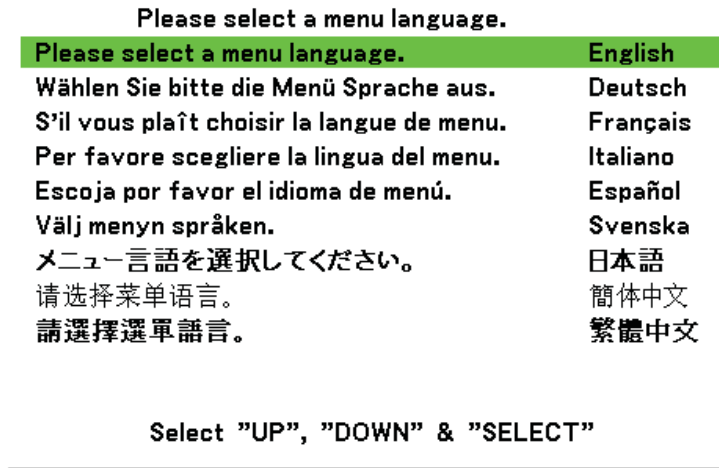 Please select a menu language.
Please select a menu language. English
Wählen Sie bitte die Menü Sprache aus. Deutsch
S’il vous plaît choisir la langue de menu. Français
Per favore scegliere la lingua del menu. Italiano
Escoja por favor el idioma de menú. Español
Välj menyn språken. Svenska
メニュー言語を選択してください。 日本語
请选择菜单语言。 簡体中文
請選擇選單語言。 繁體中文
Select ”UP”, ”DOWN” & ”SELECT”